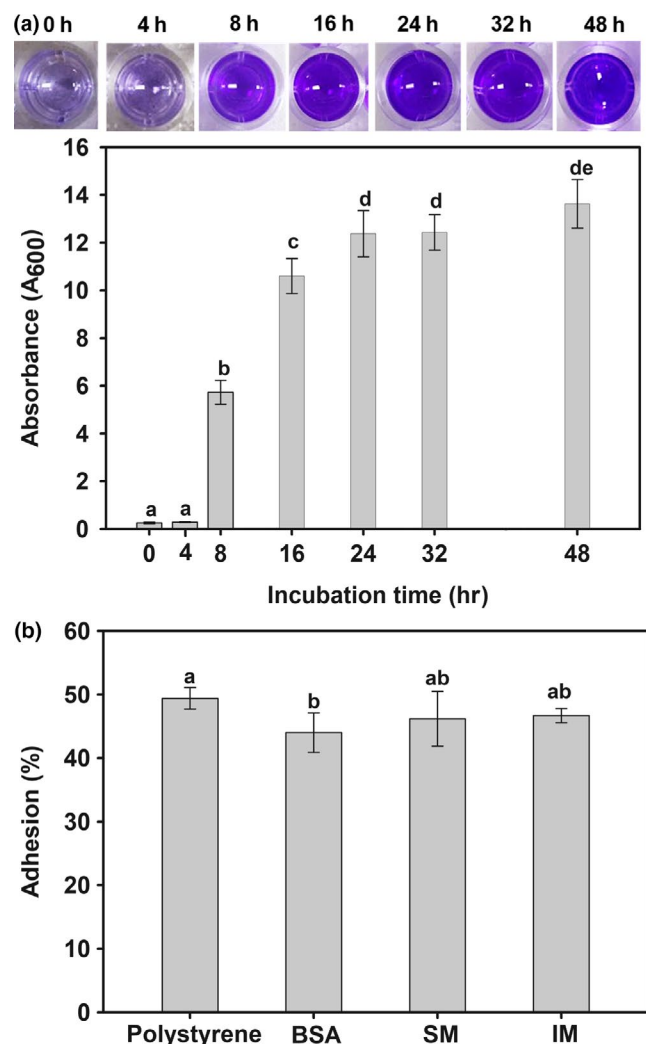 (a) 0 h 4 h 8 h 16 h 24 h 32 h 48 h
16
14
12
10
8
6
4
2
0
Absorbance (A600)
a a b c d d de
0 4 8 16 24 32 48
Incubation time (hr)
(b)
60
50
40
30
20
10
0
Adhesion (%)
a b ab ab
Polystyrene BSA SM IM